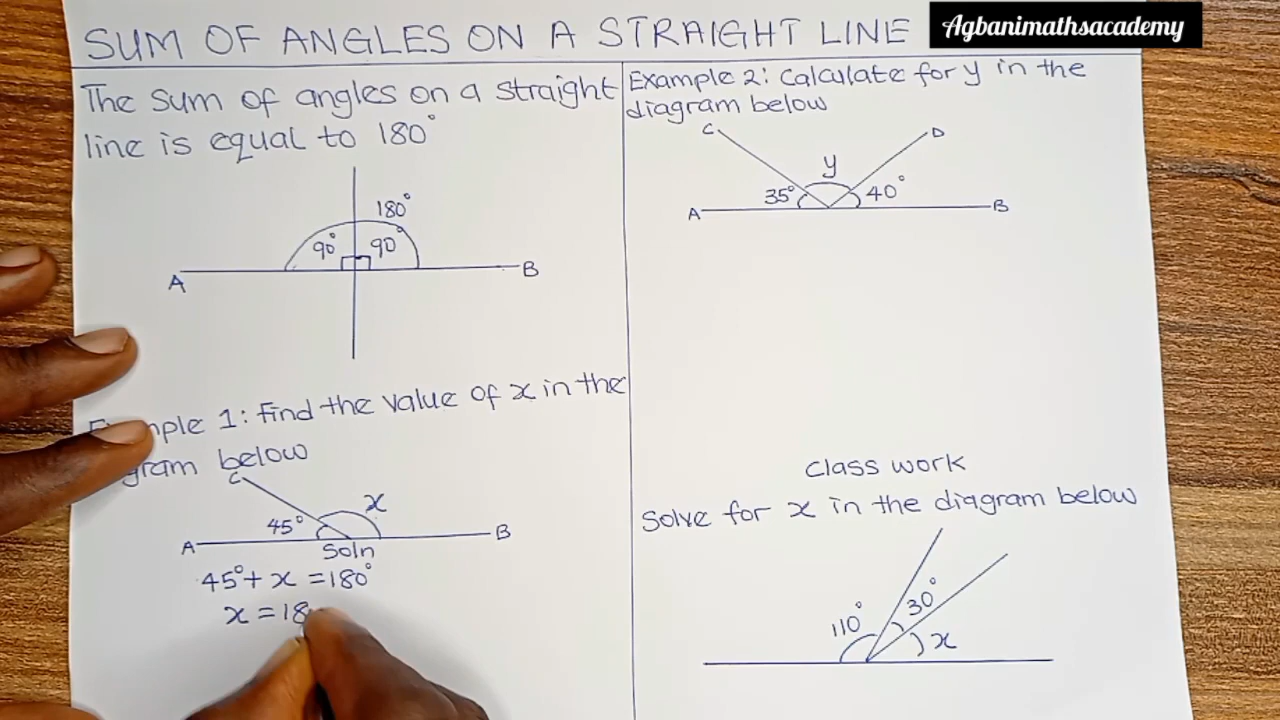 SUM OF ANGLES ON A STRAIGHT LINE
Agbanimathsacademy
The sum of angles on a straight
line is equal to 180°
180°
90° 90°
A B
Example 2: Calculate for y in the
diagram below
C D
y
35° 40°
A B
1: Find the value of x in the
below
C
x
45°
A B
Soln
45° + x = 180°
x = 18
Class work
Solve for x in the diagram below
30°
110°
x